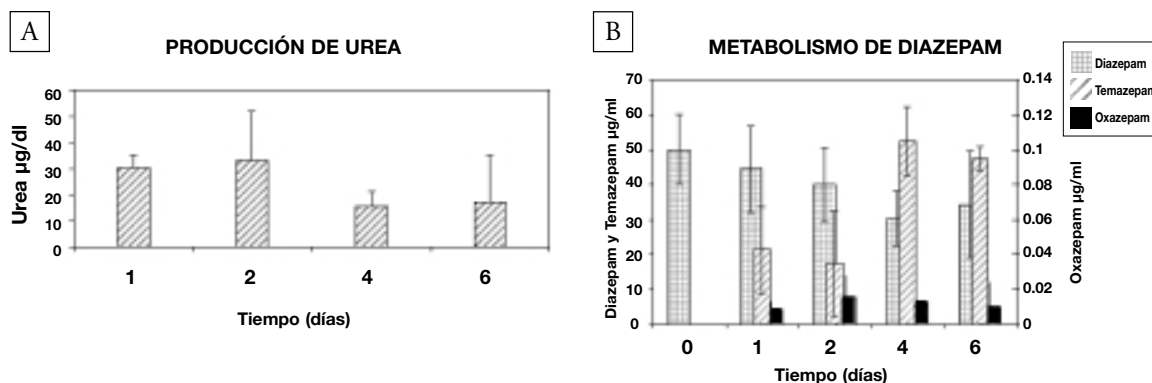 A
PRODUCCIÓN DE UREA
Urea µg/dl
60
50
40
30
20
10
0
1 2 4 6
Tiempo (días)
B
METABOLISMO DE DIAZEPAM
Diazepam y Temazepam µg/ml
70
60
50
40
30
20
10
0
0 1 2 4 6
Tiempo (días)
0.14
0.12
0.1
0.08
0.06
0.04
0.02
0
Oxazepam µg/ml
Diazepam
Temazepam
Oxazepam